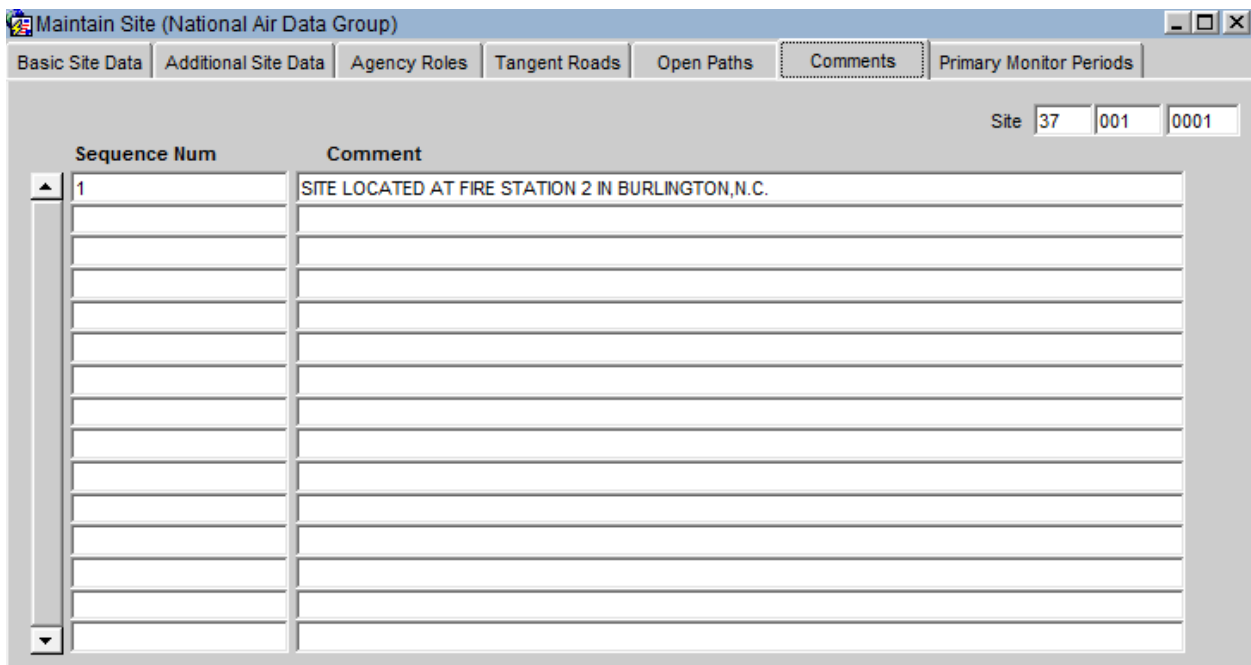 Maintain Site (National Air Data Group)
Basic Site Data Additional Site Data Agency Roles Tangent Roads Open Paths Comments Primary Monitor Periods
Site 37 001 0001
Sequence Num Comment
1 SITE LOCATED AT FIRE STATION 2 IN BURLINGTON,N.C.